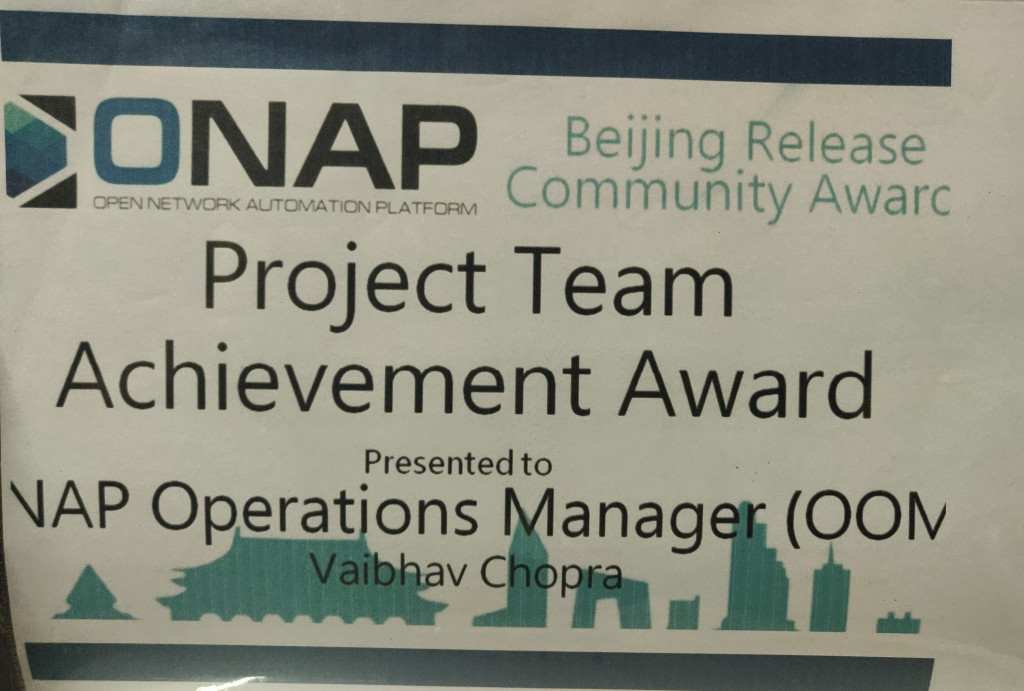 ONAP
OPEN NETWORK AUTOMATION PLATFORM
Beijing Release
Community Awarc
Project Team
Achievement Award
Presented to
NAP Operations Manager (OOM
Vaibhav Chopra